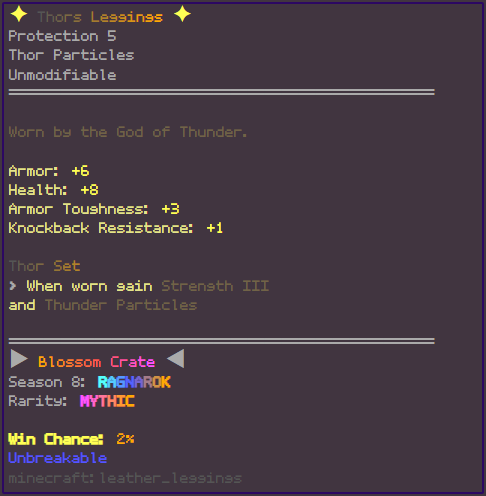 ✦ Thors Leggings ✦
Protection 5
Thor Particles
Unmodifiable
Worn by the God of Thunder.
Armor: +6
Health: +8
Armor Toughness: +3
Knockback Resistance: +1
Thor Set
> When worn gain Strength III
and Thunder Particles
▶ Blossom Crate ◀
Season 8: RAGNAROK
Rarity: MYTHIC
Win Chance: 2%
Unbreakable
minecraft:leather_leggings